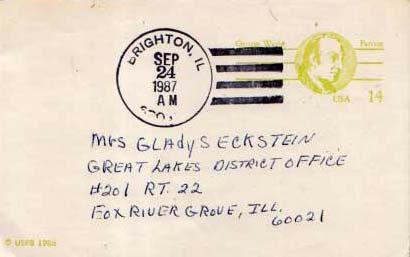 BRIGHTON, IL
SEP
24
1987
AM
George Wythe Patriot
USA 14
Mrs GLADYS ECKSTEIN
GREAT LAKES DISTRICT OFFICE
#201 RT. 22
FOX RIVER GROVE, ILL.
60021
© USPS 1985